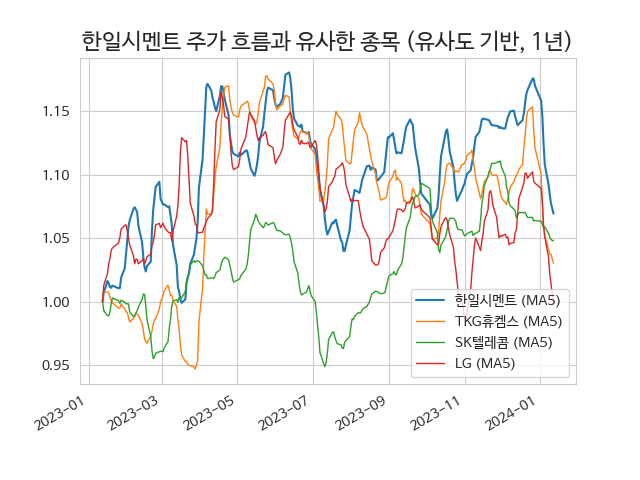 한일시멘트 주가 흐름과 유사한 종목 (유사도 기반, 1년)
1.15
1.10
1.05
1.00
0.95
한일시멘트 (MA5)
TKG휴켐스 (MA5)
SK텔레콤 (MA5)
LG (MA5)
2023-01
2023-03
2023-05
2023-07
2023-09
2023-11
2024-01